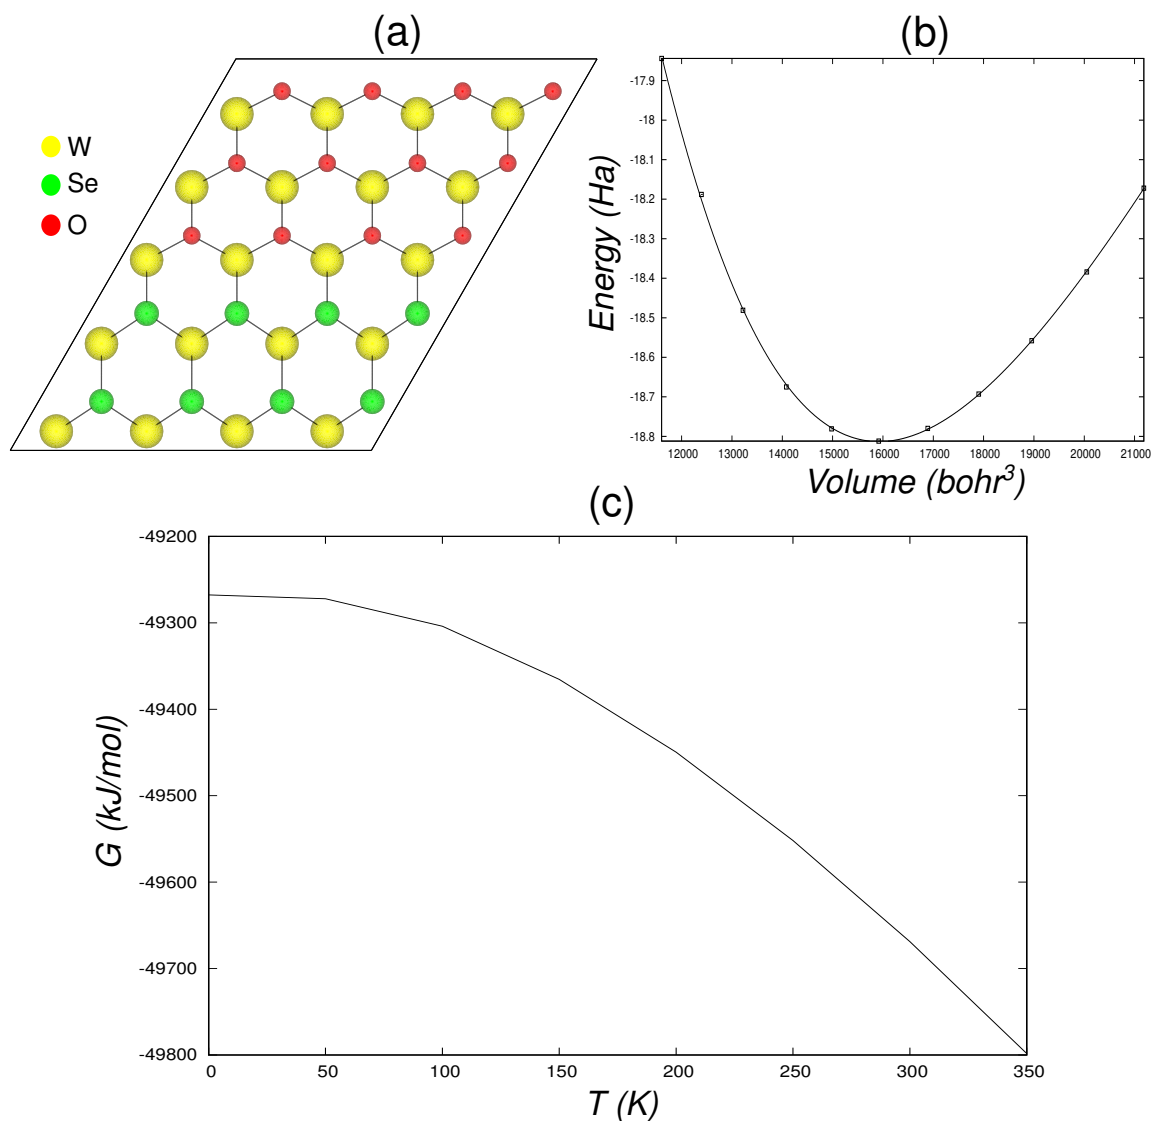 (a)
W
Se
O
(b)
Energy (Ha)
-17.9
-18
-18.1
-18.2
-18.3
-18.4
-18.5
-18.6
-18.7
-18.8
12000 13000 14000 15000 16000 17000 18000 19000 20000 21000
Volume (bohr³)
(c)
G (kJ/mol)
-49200
-49300
-49400
-49500
-49600
-49700
-49800
0 50 100 150 200 250 300 350
T (K)